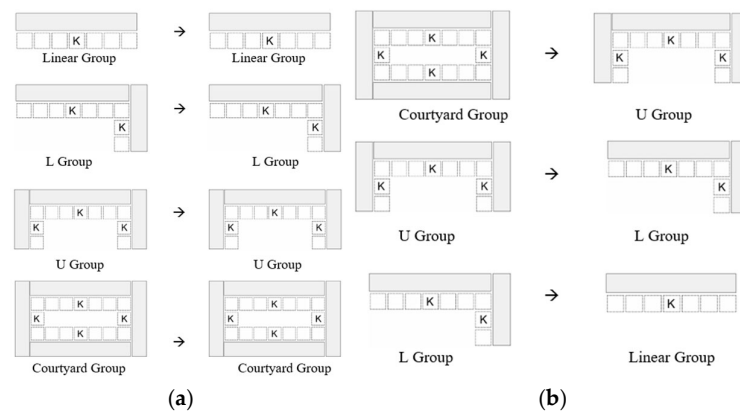 K → K
Linear Group Linear Group
K → K
K K
L Group L Group
K → K
K K K K
U Group U Group
K K
K K K K
K → K
Courtyard Group Courtyard Group
(a)
K K
K K → K K
K
Courtyard Group U Group
K → K
K K K
U Group L Group
K → K
K
L Group Linear Group
(b)